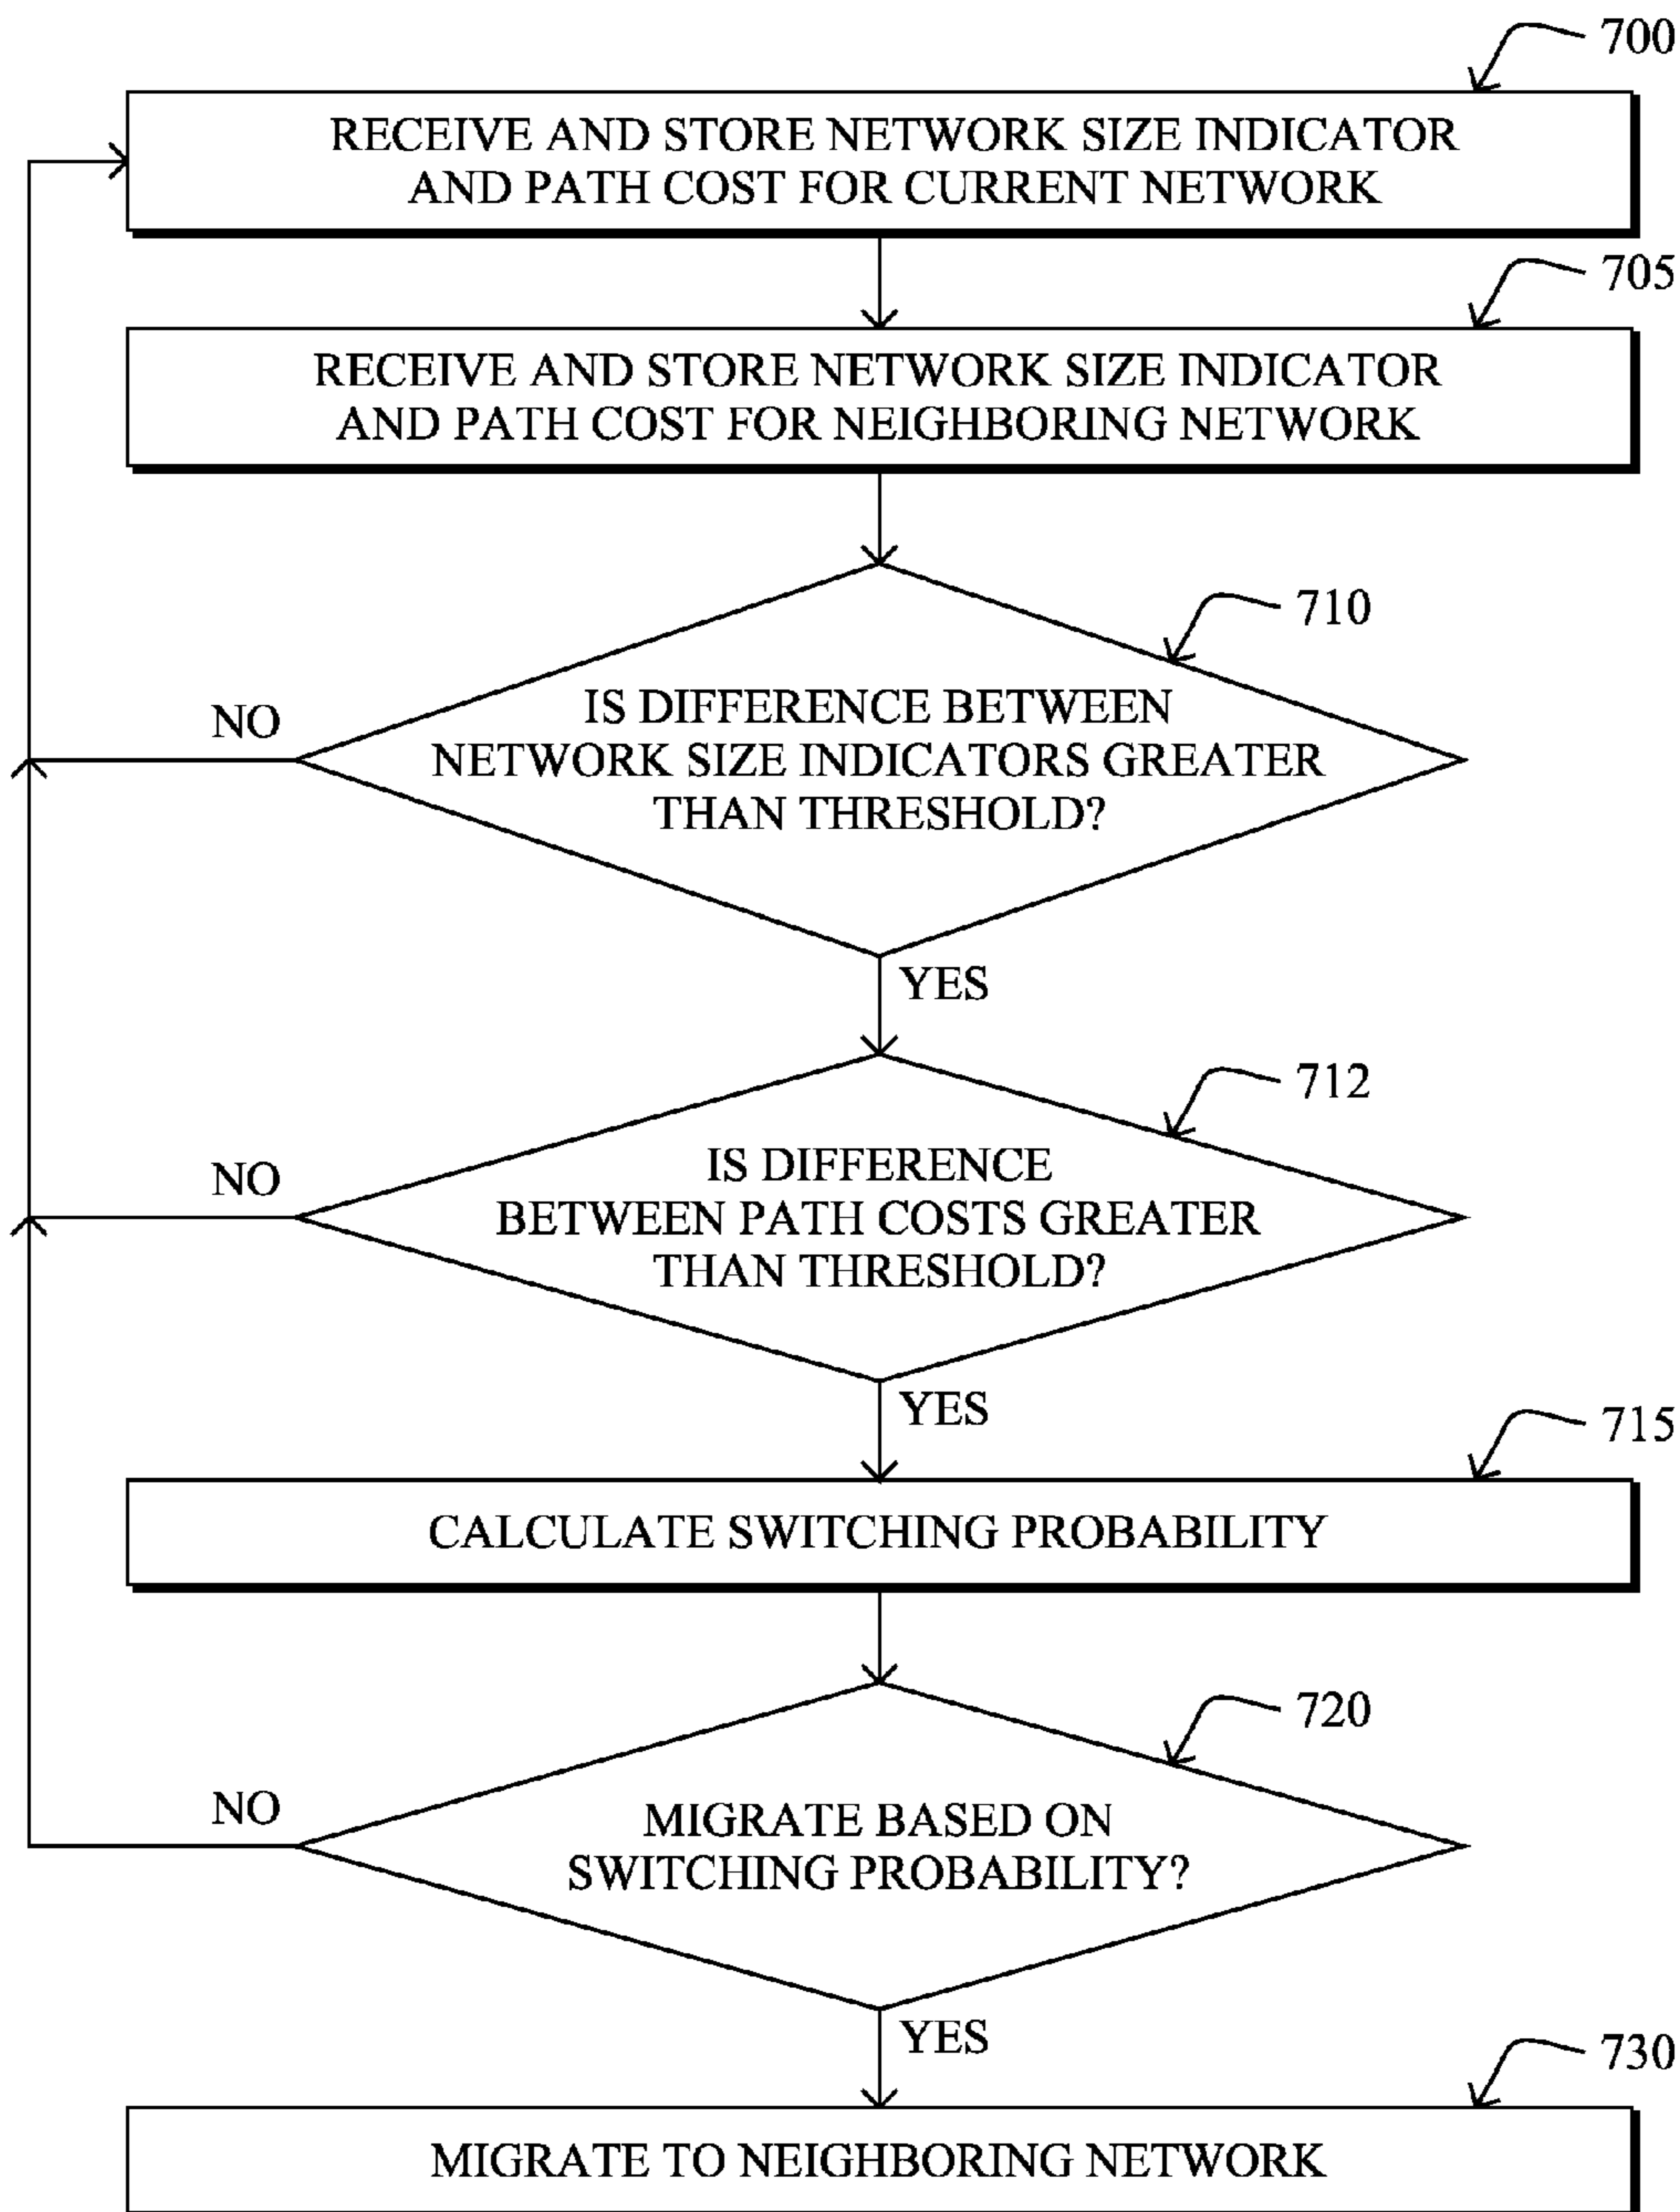 700
RECEIVE AND STORE NETWORK SIZE INDICATOR
AND PATH COST FOR CURRENT NETWORK
705
RECEIVE AND STORE NETWORK SIZE INDICATOR
AND PATH COST FOR NEIGHBORING NETWORK
710
IS DIFFERENCE BETWEEN
NETWORK SIZE INDICATORS GREATER
THAN THRESHOLD?
NO
YES
712
IS DIFFERENCE
BETWEEN PATH COSTS GREATER
THAN THRESHOLD?
NO
YES
715
CALCULATE SWITCHING PROBABILITY
720
MIGRATE BASED ON
SWITCHING PROBABILITY?
NO
YES
730
MIGRATE TO NEIGHBORING NETWORK